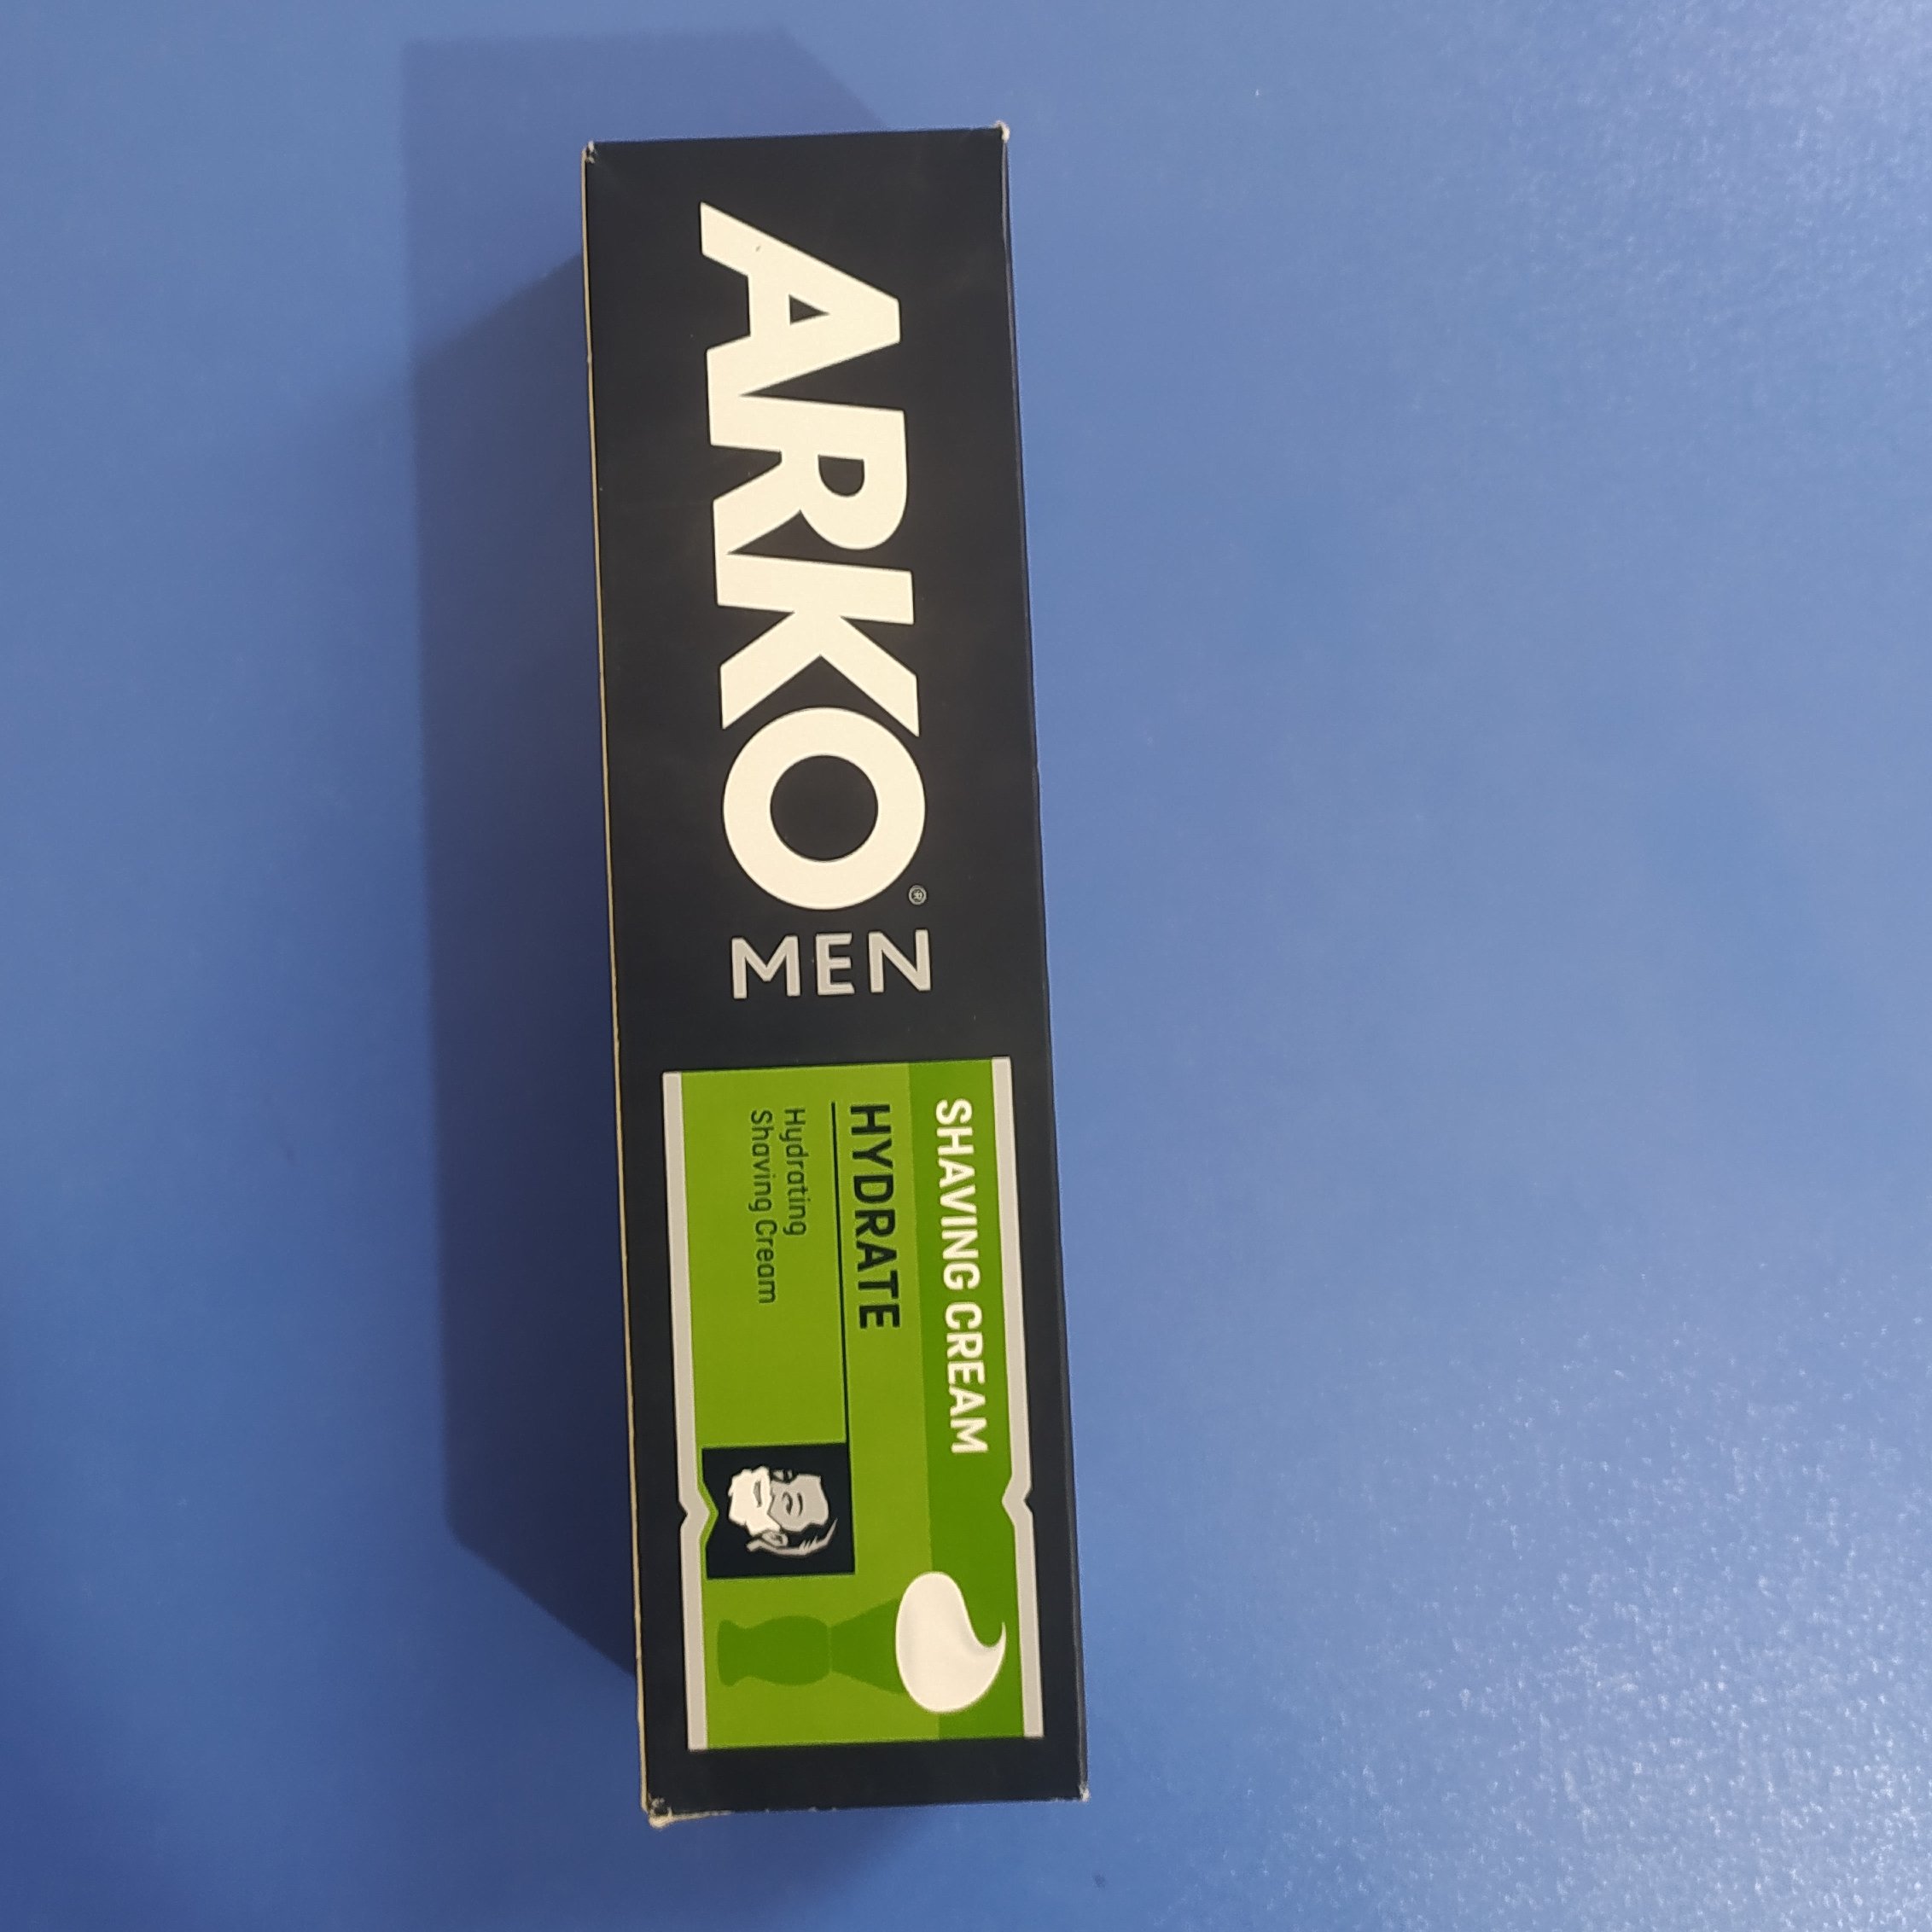 ARKO®
MEN
SHAVING CREAM
HYDRATE
Hydrating
Shaving Cream